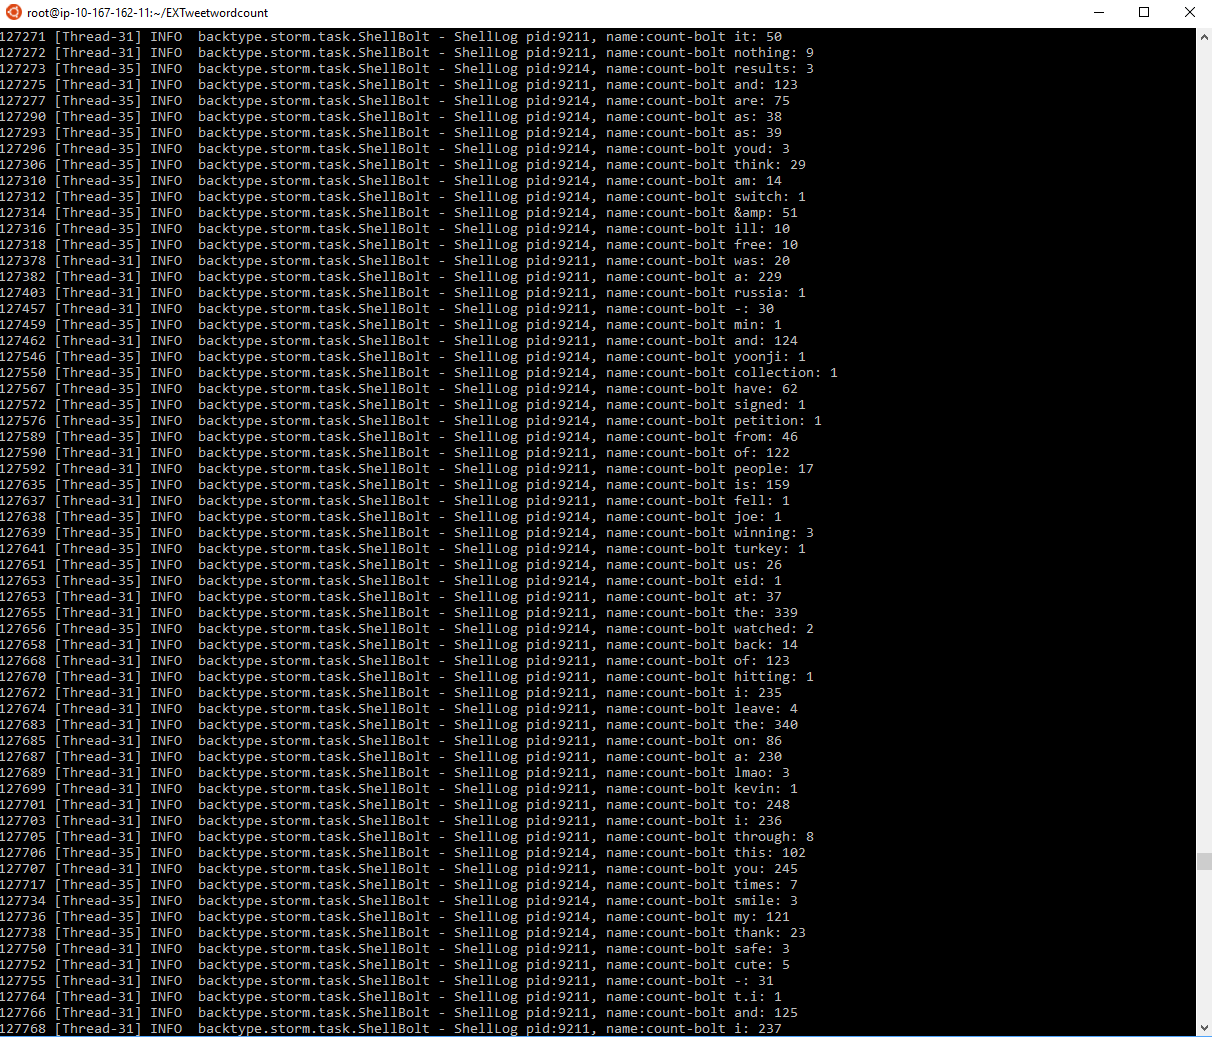 root@ip-10-167-162-11:~/EXTweetwordcount
127271 [Thread-31] INFO  backtype.storm.task.ShellBolt - ShellLog pid:9211, name:count-bolt it: 50
127272 [Thread-31] INFO  backtype.storm.task.ShellBolt - ShellLog pid:9211, name:count-bolt nothing: 9
127273 [Thread-35] INFO  backtype.storm.task.ShellBolt - ShellLog pid:9214, name:count-bolt results: 3
127275 [Thread-31] INFO  backtype.storm.task.ShellBolt - ShellLog pid:9211, name:count-bolt and: 123
127277 [Thread-35] INFO  backtype.storm.task.ShellBolt - ShellLog pid:9214, name:count-bolt are: 75
127290 [Thread-35] INFO  backtype.storm.task.ShellBolt - ShellLog pid:9214, name:count-bolt as: 38
127293 [Thread-35] INFO  backtype.storm.task.ShellBolt - ShellLog pid:9214, name:count-bolt as: 39
127296 [Thread-35] INFO  backtype.storm.task.ShellBolt - ShellLog pid:9214, name:count-bolt youd: 3
127306 [Thread-35] INFO  backtype.storm.task.ShellBolt - ShellLog pid:9214, name:count-bolt think: 29
127310 [Thread-35] INFO  backtype.storm.task.ShellBolt - ShellLog pid:9214, name:count-bolt am: 14
127312 [Thread-35] INFO  backtype.storm.task.ShellBolt - ShellLog pid:9214, name:count-bolt switch: 1
127314 [Thread-35] INFO  backtype.storm.task.ShellBolt - ShellLog pid:9214, name:count-bolt &amp: 51
127316 [Thread-35] INFO  backtype.storm.task.ShellBolt - ShellLog pid:9214, name:count-bolt ill: 10
127318 [Thread-35] INFO  backtype.storm.task.ShellBolt - ShellLog pid:9214, name:count-bolt free: 10
127378 [Thread-31] INFO  backtype.storm.task.ShellBolt - ShellLog pid:9211, name:count-bolt was: 20
127382 [Thread-31] INFO  backtype.storm.task.ShellBolt - ShellLog pid:9211, name:count-bolt a: 229
127403 [Thread-31] INFO  backtype.storm.task.ShellBolt - ShellLog pid:9211, name:count-bolt russia: 1
127457 [Thread-31] INFO  backtype.storm.task.ShellBolt - ShellLog pid:9211, name:count-bolt -: 30
127459 [Thread-35] INFO  backtype.storm.task.ShellBolt - ShellLog pid:9214, name:count-bolt min: 1
127462 [Thread-31] INFO  backtype.storm.task.ShellBolt - ShellLog pid:9211, name:count-bolt and: 124
127546 [Thread-35] INFO  backtype.storm.task.ShellBolt - ShellLog pid:9214, name:count-bolt yoonji: 1
127550 [Thread-35] INFO  backtype.storm.task.ShellBolt - ShellLog pid:9214, name:count-bolt collection: 1
127567 [Thread-35] INFO  backtype.storm.task.ShellBolt - ShellLog pid:9214, name:count-bolt have: 62
127572 [Thread-35] INFO  backtype.storm.task.ShellBolt - ShellLog pid:9214, name:count-bolt signed: 1
127576 [Thread-35] INFO  backtype.storm.task.ShellBolt - ShellLog pid:9214, name:count-bolt petition: 1
127589 [Thread-35] INFO  backtype.storm.task.ShellBolt - ShellLog pid:9214, name:count-bolt from: 46
127590 [Thread-31] INFO  backtype.storm.task.ShellBolt - ShellLog pid:9211, name:count-bolt of: 122
127592 [Thread-31] INFO  backtype.storm.task.ShellBolt - ShellLog pid:9211, name:count-bolt people: 17
127635 [Thread-35] INFO  backtype.storm.task.ShellBolt - ShellLog pid:9214, name:count-bolt is: 159
127637 [Thread-31] INFO  backtype.storm.task.ShellBolt - ShellLog pid:9211, name:count-bolt fell: 1
127638 [Thread-35] INFO  backtype.storm.task.ShellBolt - ShellLog pid:9214, name:count-bolt joe: 1
127639 [Thread-35] INFO  backtype.storm.task.ShellBolt - ShellLog pid:9214, name:count-bolt winning: 3
127641 [Thread-35] INFO  backtype.storm.task.ShellBolt - ShellLog pid:9214, name:count-bolt turkey: 1
127651 [Thread-35] INFO  backtype.storm.task.ShellBolt - ShellLog pid:9214, name:count-bolt us: 26
127653 [Thread-35] INFO  backtype.storm.task.ShellBolt - ShellLog pid:9214, name:count-bolt eid: 1
127653 [Thread-31] INFO  backtype.storm.task.ShellBolt - ShellLog pid:9211, name:count-bolt at: 37
127655 [Thread-31] INFO  backtype.storm.task.ShellBolt - ShellLog pid:9211, name:count-bolt the: 339
127656 [Thread-35] INFO  backtype.storm.task.ShellBolt - ShellLog pid:9214, name:count-bolt watched: 2
127658 [Thread-31] INFO  backtype.storm.task.ShellBolt - ShellLog pid:9211, name:count-bolt back: 14
127668 [Thread-31] INFO  backtype.storm.task.ShellBolt - ShellLog pid:9211, name:count-bolt of: 123
127670 [Thread-31] INFO  backtype.storm.task.ShellBolt - ShellLog pid:9211, name:count-bolt hitting: 1
127672 [Thread-31] INFO  backtype.storm.task.ShellBolt - ShellLog pid:9211, name:count-bolt i: 235
127674 [Thread-31] INFO  backtype.storm.task.ShellBolt - ShellLog pid:9211, name:count-bolt leave: 4
127683 [Thread-31] INFO  backtype.storm.task.ShellBolt - ShellLog pid:9211, name:count-bolt the: 340
127685 [Thread-31] INFO  backtype.storm.task.ShellBolt - ShellLog pid:9211, name:count-bolt on: 86
127687 [Thread-31] INFO  backtype.storm.task.ShellBolt - ShellLog pid:9211, name:count-bolt a: 230
127689 [Thread-31] INFO  backtype.storm.task.ShellBolt - ShellLog pid:9211, name:count-bolt lmao: 3
127699 [Thread-31] INFO  backtype.storm.task.ShellBolt - ShellLog pid:9211, name:count-bolt kevin: 1
127701 [Thread-31] INFO  backtype.storm.task.ShellBolt - ShellLog pid:9211, name:count-bolt to: 248
127703 [Thread-31] INFO  backtype.storm.task.ShellBolt - ShellLog pid:9211, name:count-bolt i: 236
127705 [Thread-31] INFO  backtype.storm.task.ShellBolt - ShellLog pid:9211, name:count-bolt through: 8
127706 [Thread-35] INFO  backtype.storm.task.ShellBolt - ShellLog pid:9214, name:count-bolt this: 102
127707 [Thread-31] INFO  backtype.storm.task.ShellBolt - ShellLog pid:9211, name:count-bolt you: 245
127717 [Thread-35] INFO  backtype.storm.task.ShellBolt - ShellLog pid:9214, name:count-bolt times: 7
127734 [Thread-35] INFO  backtype.storm.task.ShellBolt - ShellLog pid:9214, name:count-bolt smile: 3
127736 [Thread-35] INFO  backtype.storm.task.ShellBolt - ShellLog pid:9214, name:count-bolt my: 121
127738 [Thread-35] INFO  backtype.storm.task.ShellBolt - ShellLog pid:9214, name:count-bolt thank: 23
127750 [Thread-31] INFO  backtype.storm.task.ShellBolt - ShellLog pid:9211, name:count-bolt safe: 3
127752 [Thread-31] INFO  backtype.storm.task.ShellBolt - ShellLog pid:9211, name:count-bolt cute: 5
127755 [Thread-31] INFO  backtype.storm.task.ShellBolt - ShellLog pid:9211, name:count-bolt -: 31
127764 [Thread-31] INFO  backtype.storm.task.ShellBolt - ShellLog pid:9211, name:count-bolt t.i: 1
127766 [Thread-31] INFO  backtype.storm.task.ShellBolt - ShellLog pid:9211, name:count-bolt and: 125
127768 [Thread-31] INFO  backtype.storm.task.ShellBolt - ShellLog pid:9211, name:count-bolt i: 237